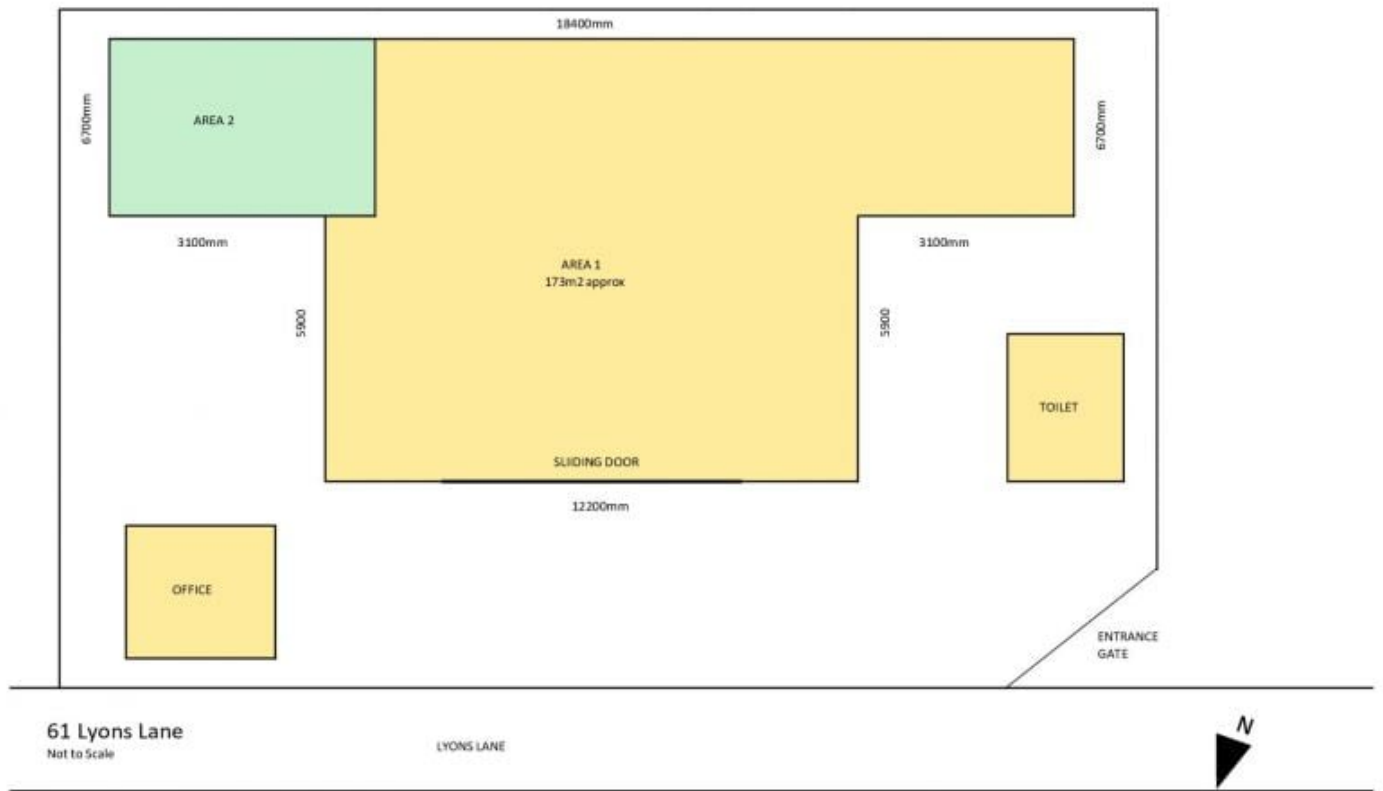 18400mm
6700mm
AREA 2
6700mm
3100mm
3100mm
AREA 1
173m2 approx
5900
5900
TOILET
SLIIDING DOOR
12200mm
OFFICE
ENTRANCE
GATE
61 Lyons Lane
Not to Scale
LYONS LANE
N